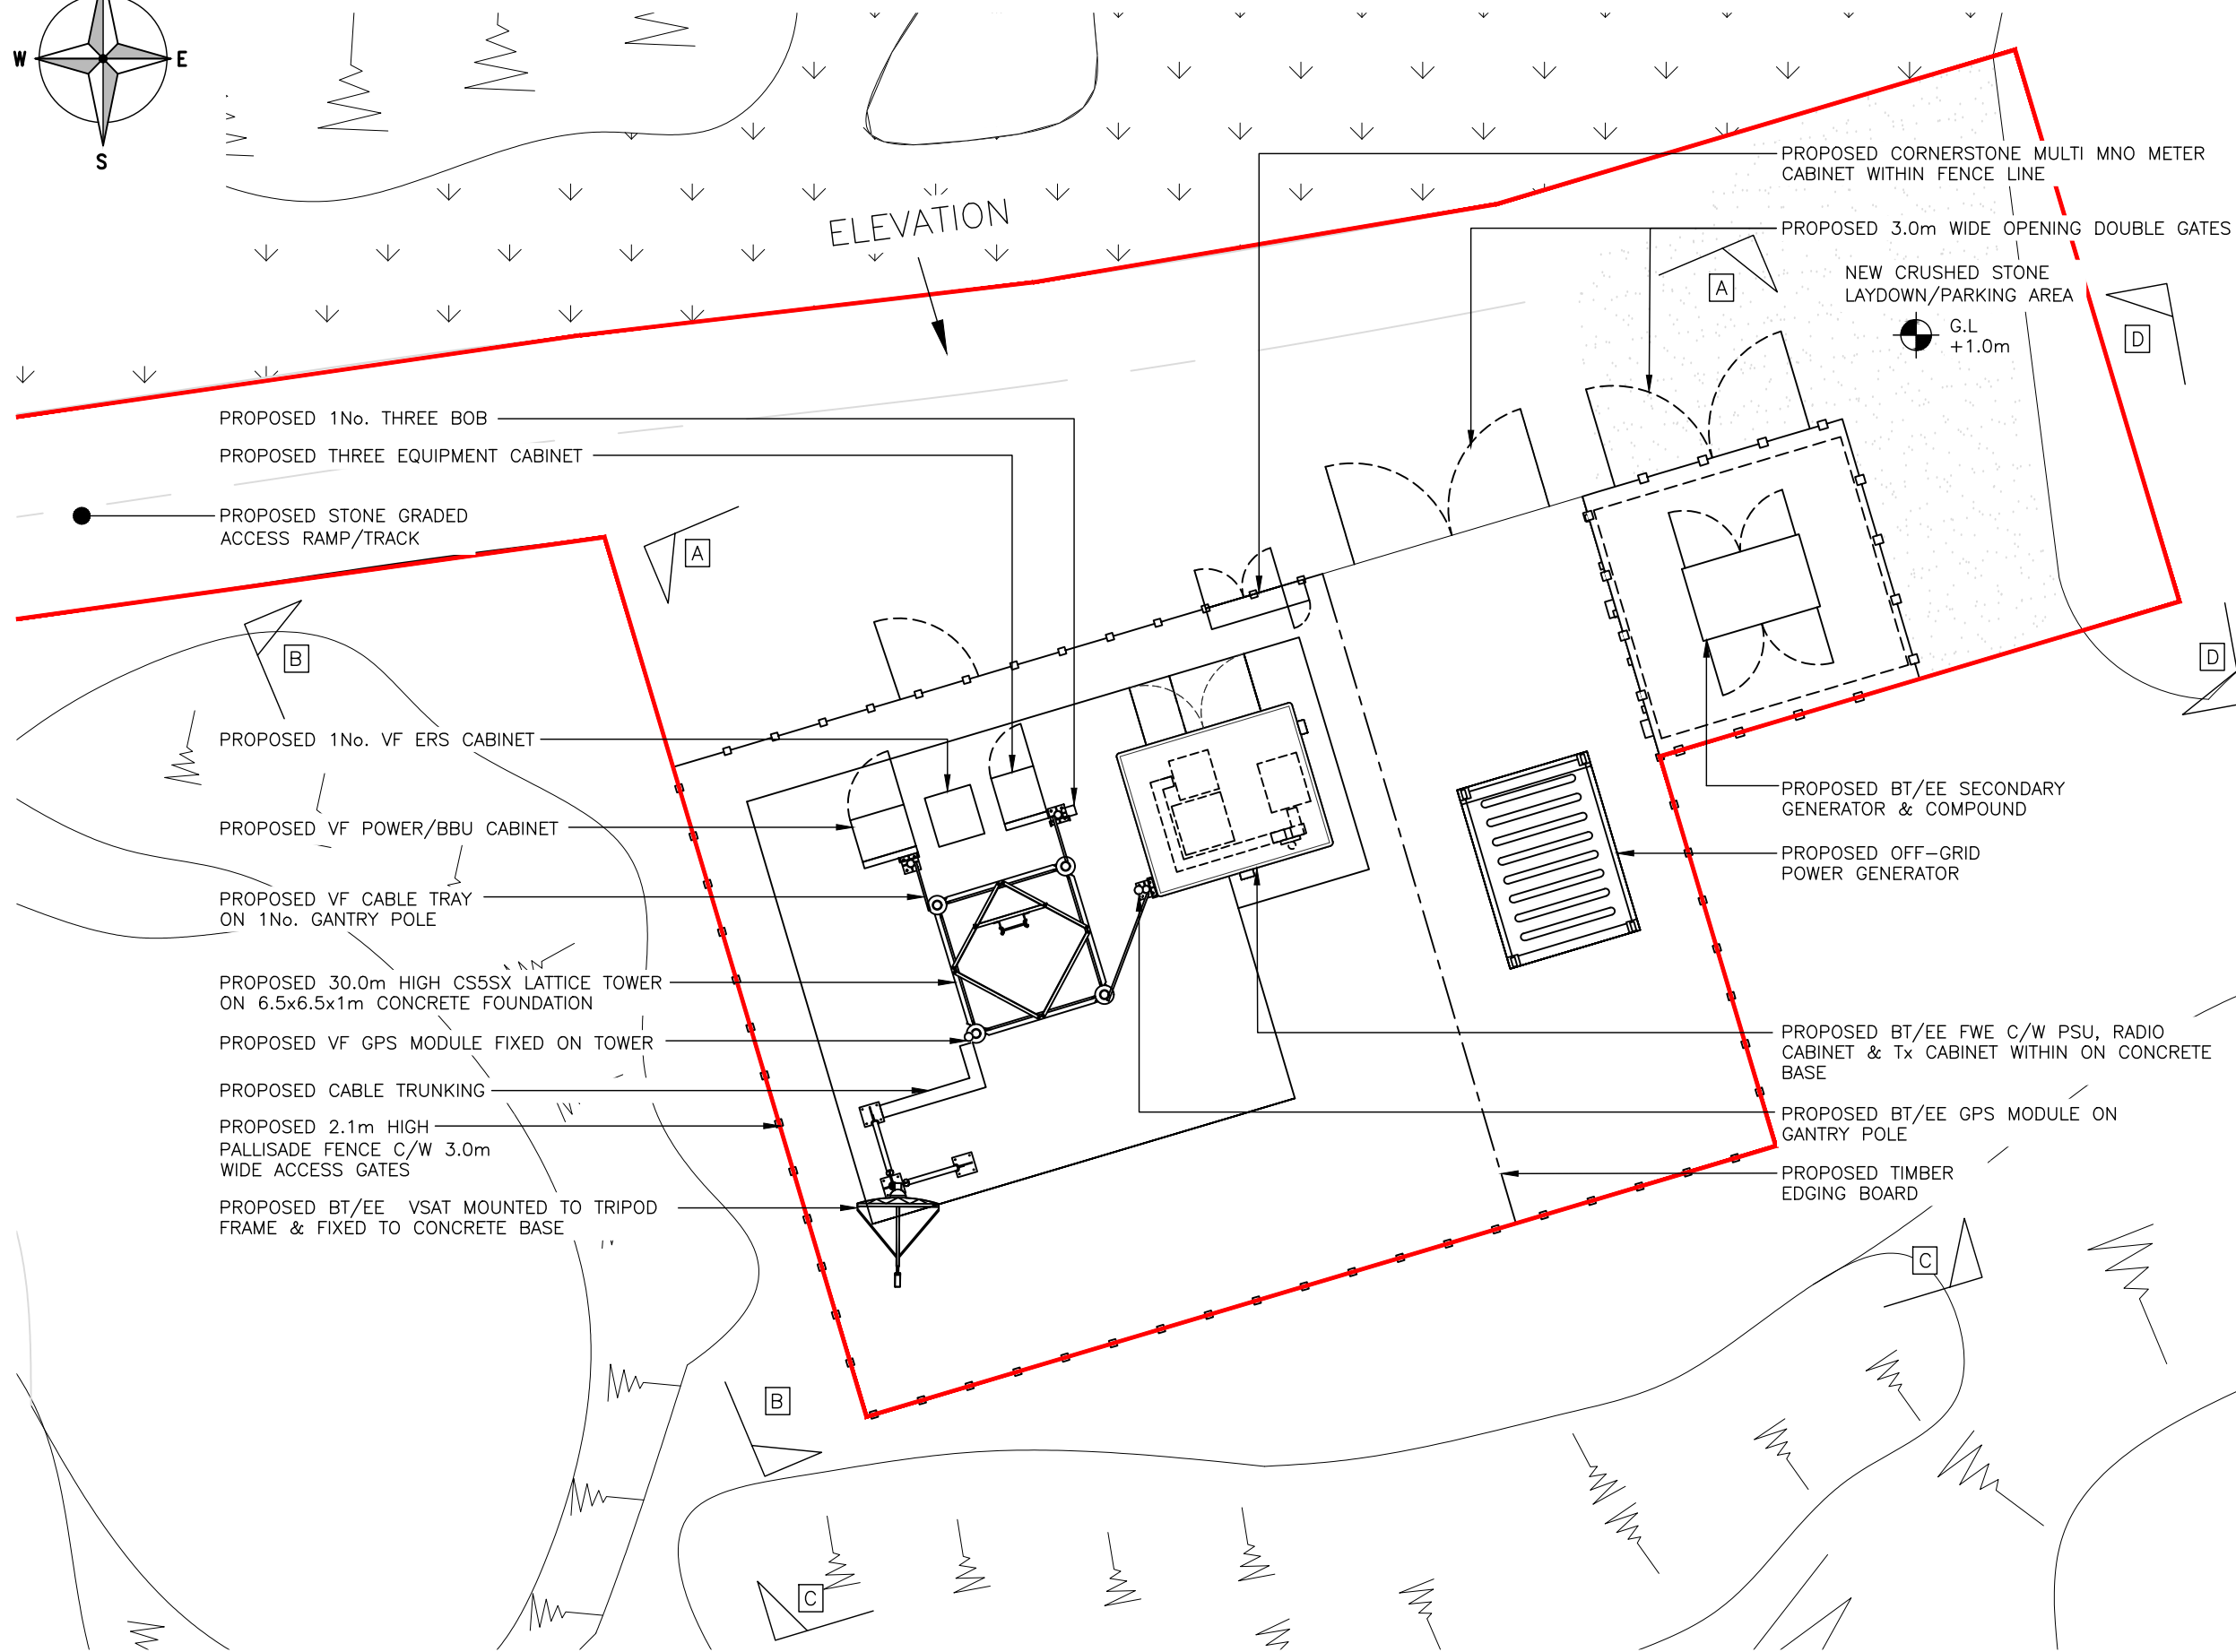 W
E
S
ELEVATION
PROPOSED CORNERSTONE MULTI MNO METER
CABINET WITHIN FENCE LINE
PROPOSED 3.0m WIDE OPENING DOUBLE GATES
A
NEW CRUSHED STONE
LAYDOWN/PARKING AREA
G.L
+1.0m
D
PROPOSED 1No. THREE BOB
PROPOSED THREE EQUIPMENT CABINET
PROPOSED STONE GRADED
ACCESS RAMP/TRACK
A
B
D
PROPOSED 1No. VF ERS CABINET
PROPOSED VF POWER/BBU CABINET
PROPOSED VF CABLE TRAY
ON 1No. GANTRY POLE
PROPOSED 30.0m HIGH CS5SX LATTICE TOWER
ON 6.5x6.5x1m CONCRETE FOUNDATION
PROPOSED VF GPS MODULE FIXED ON TOWER
PROPOSED CABLE TRUNKING
PROPOSED 2.1m HIGH
PALLISADE FENCE C/W 3.0m
WIDE ACCESS GATES
PROPOSED BT/EE VSAT MOUNTED TO TRIPOD
FRAME & FIXED TO CONCRETE BASE
PROPOSED BT/EE SECONDARY
GENERATOR & COMPOUND
PROPOSED OFF-GRID
POWER GENERATOR
PROPOSED BT/EE FWE C/W PSU, RADIO
CABINET & Tx CABINET WITHIN ON CONCRETE
BASE
PROPOSED BT/EE GPS MODULE ON
GANTRY POLE
PROPOSED TIMBER
EDGING BOARD
C
B
C